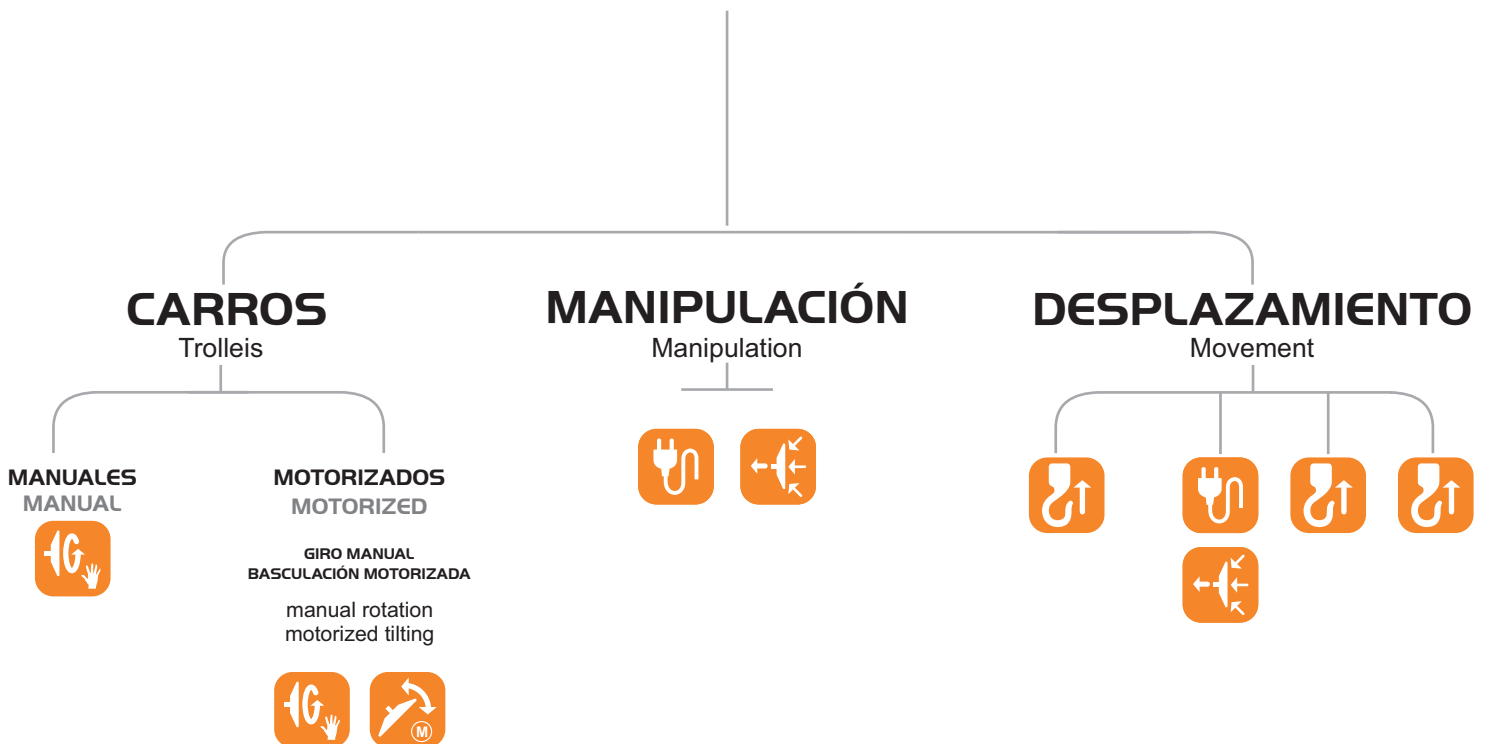 CARROS
Trolleis
MANIPULACIÓN
Manipulation
DESPLAZAMIENTO
Movement
MANUALES
MANUAL
MOTORIZADOS
MOTORIZED
GIRO MANUAL
BASCULACIÓN MOTORIZADA
manual rotation
motorized tilting
M